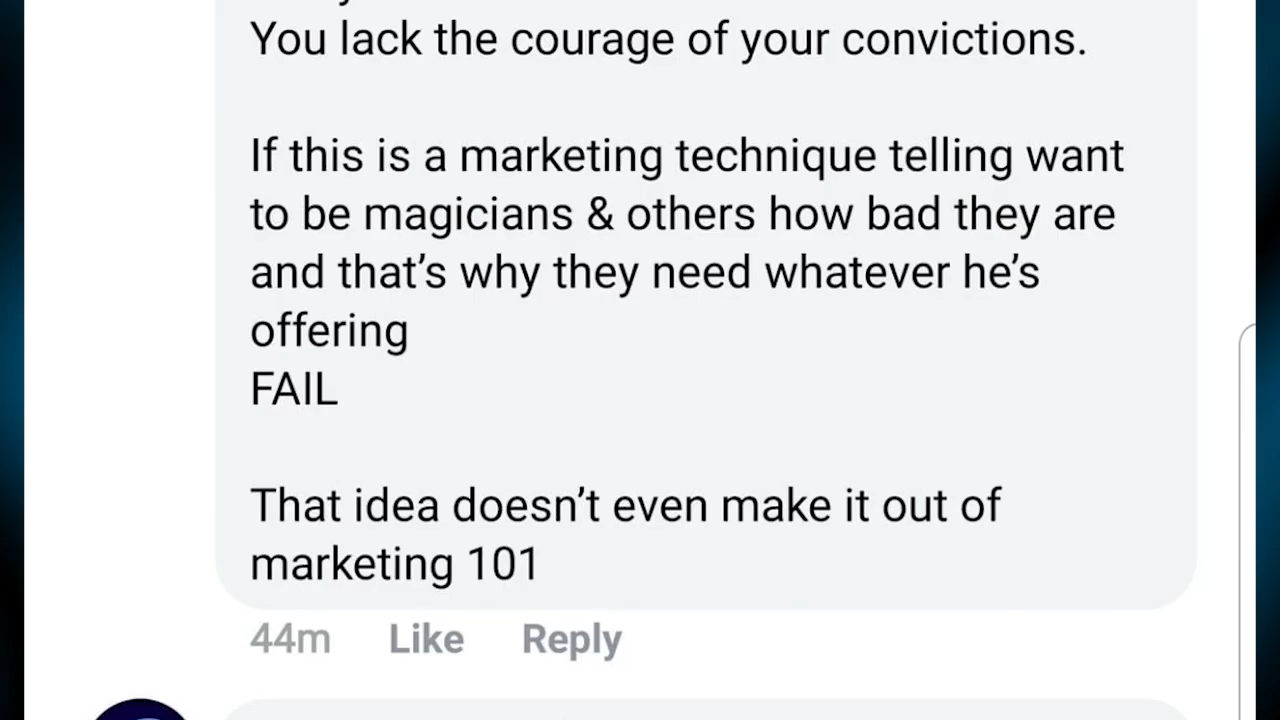 You lack the courage of your convictions.
If this is a marketing technique telling want
to be magicians & others how bad they are
and that’s why they need whatever he’s
offering
FAIL
That idea doesn’t even make it out of
marketing 101
44m Like Reply